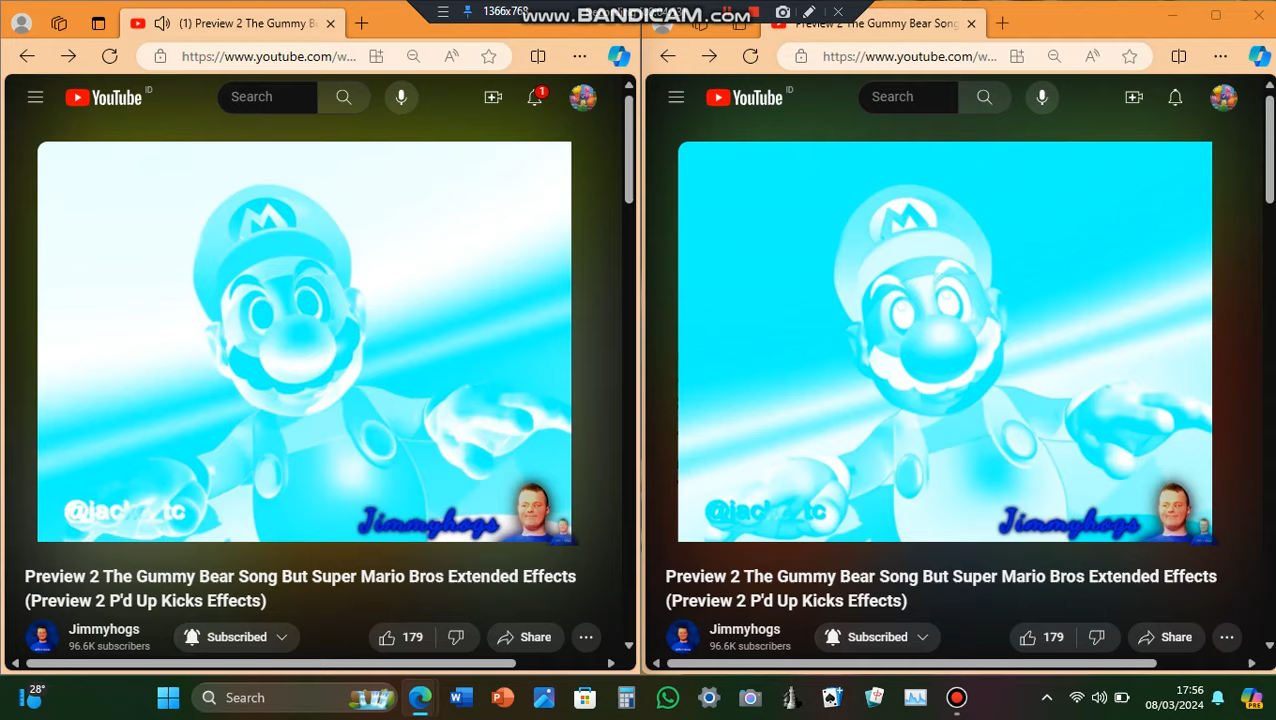 1366x768
www.BANDICAM.com
(1) Preview 2 The Gummy B
Preview 2 The Gummy Bear Song
https://www.youtube.com/w...
https://www.youtube.com/w...
YouTube ID
Search
1
YouTube ID
Search
M
M
@jackz_tc
Jimmyhogs
@jackz_tc
Jimmyhogs
Preview 2 The Gummy Bear Song But Super Mario Bros Extended Effects
(Preview 2 P'd Up Kicks Effects)
Preview 2 The Gummy Bear Song But Super Mario Bros Extended Effects
(Preview 2 P'd Up Kicks Effects)
Jimmyhogs
96.6K subscribers
Subscribed
179
Share
Jimmyhogs
96.6K subscribers
Subscribed
179
Share
28°
Search
17:56
08/03/2024
PRE